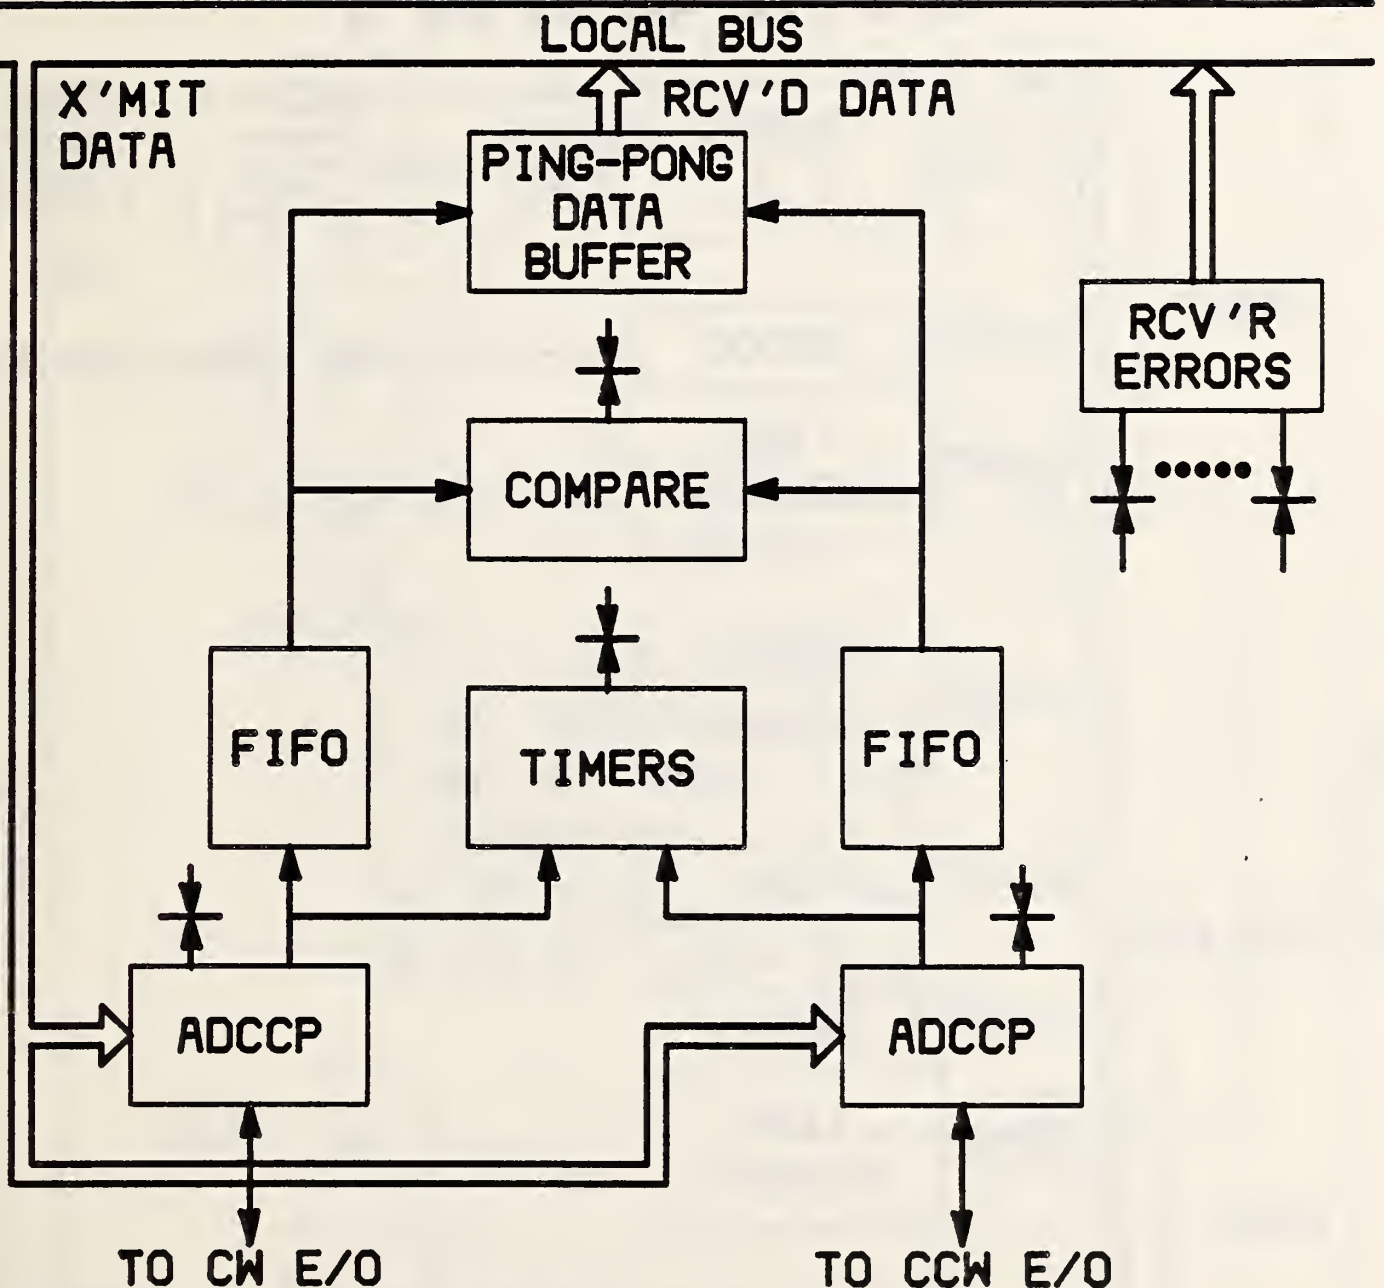 LOCAL BUS
X'MIT
DATA
RCV'D DATA
PING-PONG
DATA
BUFFER
RCV'R
ERRORS
COMPARE
FIFO
TIMERS
FIFO
ADCCP
ADCCP
TO CW E/O
TO CCW E/O